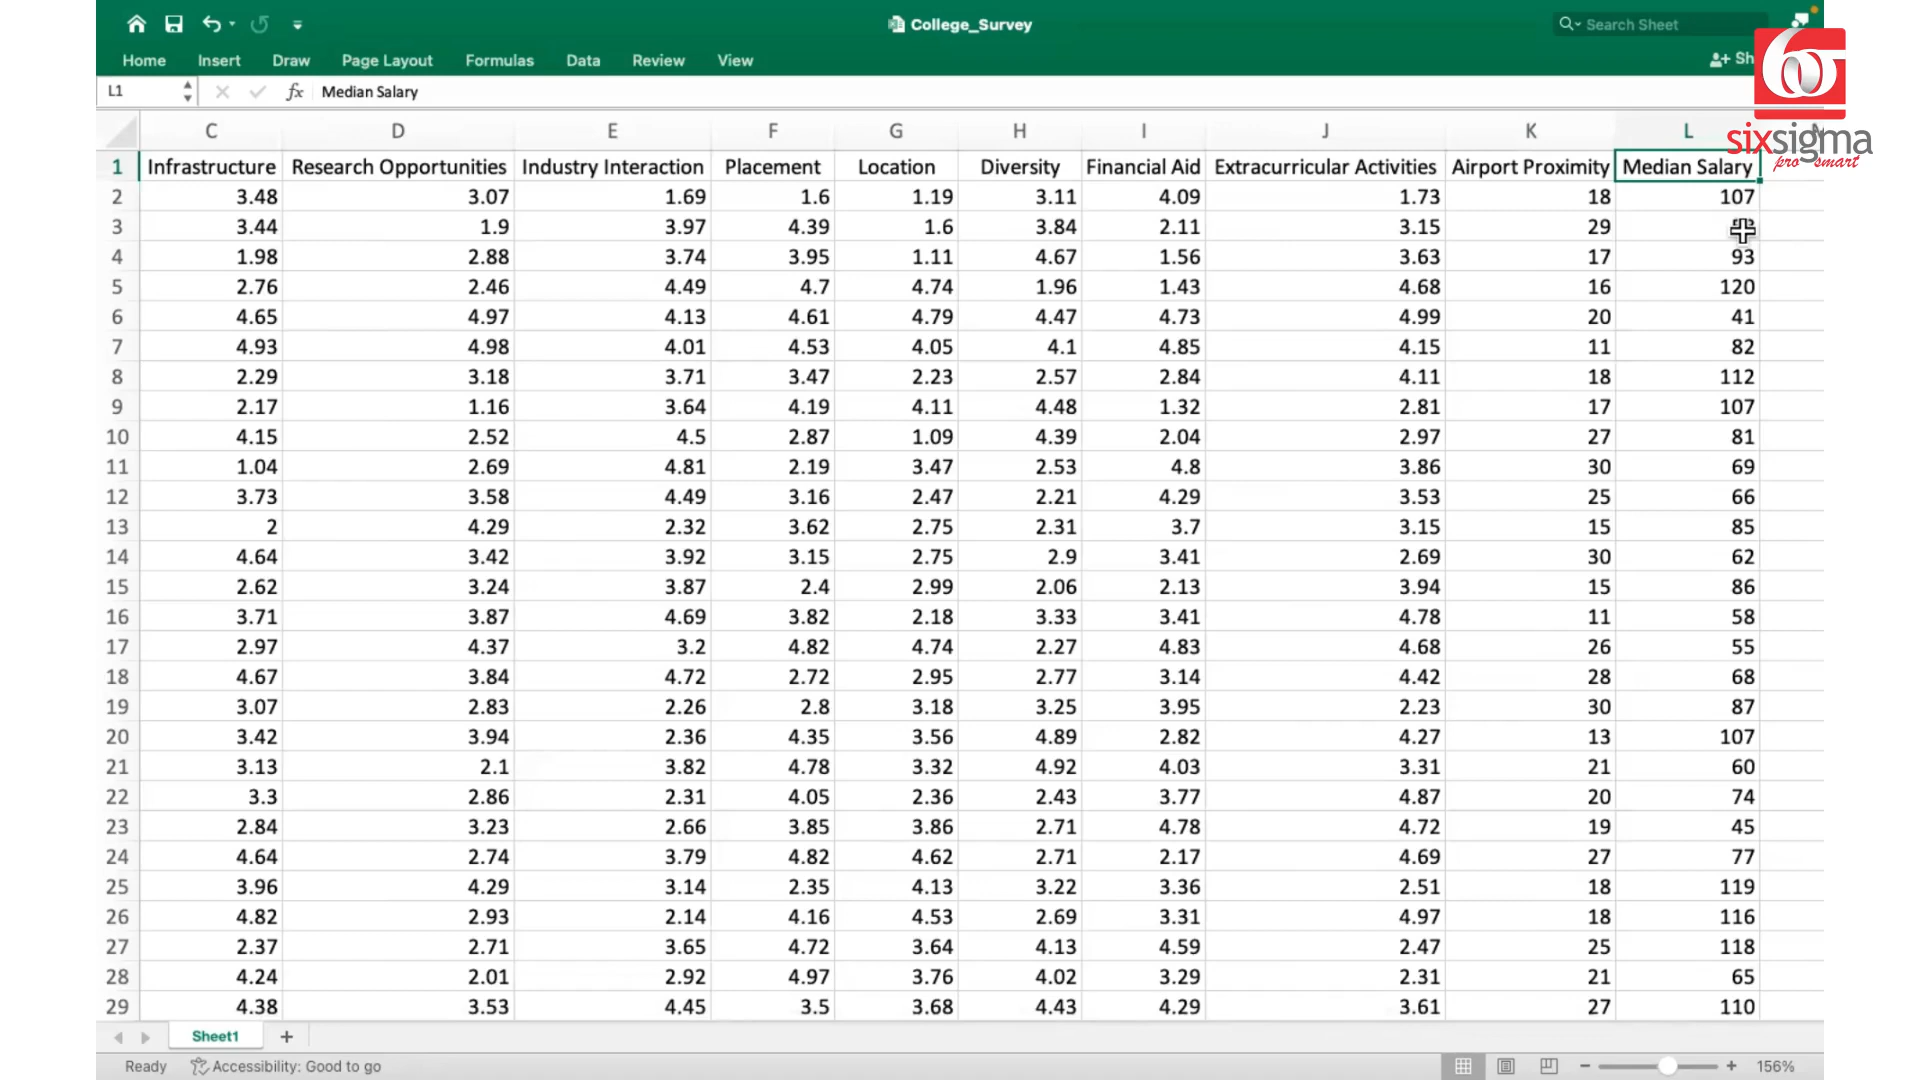 College_Survey
Search Sheet
Home Insert Draw Page Layout Formulas Data Review View Sh
L1 fx Median Salary
6σ
sixsigma
pro smart
C D E F G H I J K L
1 Infrastructure Research Opportunities Industry Interaction Placement Location Diversity Financial Aid Extracurricular Activities Airport Proximity Median Salary
2 3.48 3.07 1.69 1.6 1.19 3.11 4.09 1.73 18 107
3 3.44 1.9 3.97 4.39 1.6 3.84 2.11 3.15 29
4 1.98 2.88 3.74 3.95 1.11 4.67 1.56 3.63 17 93
5 2.76 2.46 4.49 4.7 4.74 1.96 1.43 4.68 16 120
6 4.65 4.97 4.13 4.61 4.79 4.47 4.73 4.99 20 41
7 4.93 4.98 4.01 4.53 4.05 4.1 4.85 4.15 11 82
8 2.29 3.18 3.71 3.47 2.23 2.57 2.84 4.11 18 112
9 2.17 1.16 3.64 4.19 4.11 4.48 1.32 2.81 17 107
10 4.15 2.52 4.5 2.87 1.09 4.39 2.04 2.97 27 81
11 1.04 2.69 4.81 2.19 3.47 2.53 4.8 3.86 30 69
12 3.73 3.58 4.49 3.16 2.47 2.21 4.29 3.53 25 66
13 2 4.29 2.32 3.62 2.75 2.31 3.7 3.15 15 85
14 4.64 3.42 3.92 3.15 2.75 2.9 3.41 2.69 30 62
15 2.62 3.24 3.87 2.4 2.99 2.06 2.13 3.94 15 86
16 3.71 3.87 4.69 3.82 2.18 3.33 3.41 4.78 11 58
17 2.97 4.37 3.2 4.82 4.74 2.27 4.83 4.68 26 55
18 4.67 3.84 4.72 2.72 2.95 2.77 3.14 4.42 28 68
19 3.07 2.83 2.26 2.8 3.18 3.25 3.95 2.23 30 87
20 3.42 3.94 2.36 4.35 3.56 4.89 2.82 4.27 13 107
21 3.13 2.1 3.82 4.78 3.32 4.92 4.03 3.31 21 60
22 3.3 2.86 2.31 4.05 2.36 2.43 3.77 4.87 20 74
23 2.84 3.23 2.66 3.85 3.86 2.71 4.78 4.72 19 45
24 4.64 2.74 3.79 4.82 4.62 2.71 2.17 4.69 27 77
25 3.96 4.29 3.14 2.35 4.13 3.22 3.36 2.51 18 119
26 4.82 2.93 2.14 4.16 4.53 2.69 3.31 4.97 18 116
27 2.37 2.71 3.65 4.72 3.64 4.13 4.59 2.47 25 118
28 4.24 2.01 2.92 4.97 3.76 4.02 3.29 2.31 21 65
29 4.38 3.53 4.45 3.5 3.68 4.43 4.29 3.61 27 110
Sheet1
Ready Accessibility: Good to go 156%